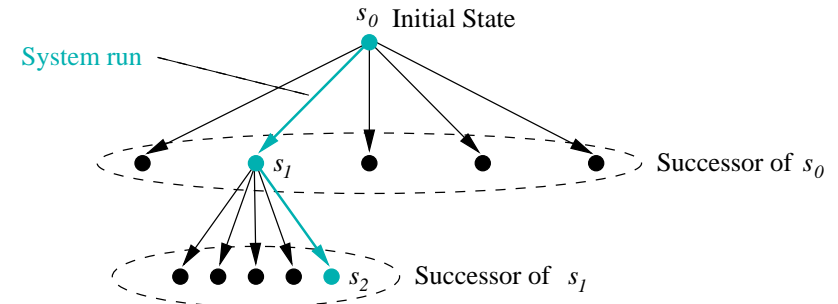 s0 Initial State
System run
s1
Successor of s0
s2
Successor of s1